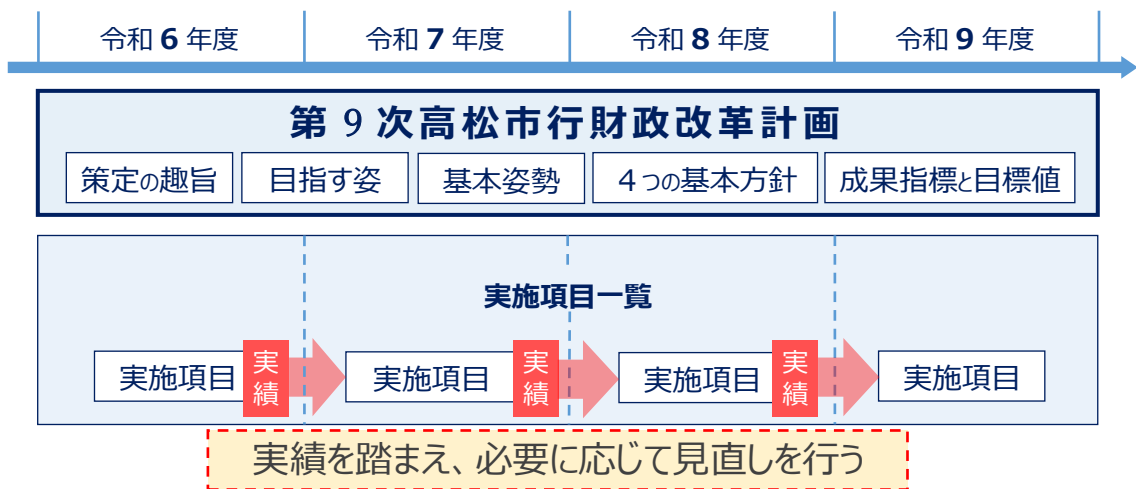 令和6年度
令和7年度
令和8年度
令和9年度
第9次高松市行財政改革計画
策定の趣旨
目指す姿
基本姿勢
4つの基本方針
成果指標と目標値
実施項目一覧
実施項目
実績
実施項目
実績
実施項目
実績
実施項目
実績を踏まえ、必要に応じて見直しを行う